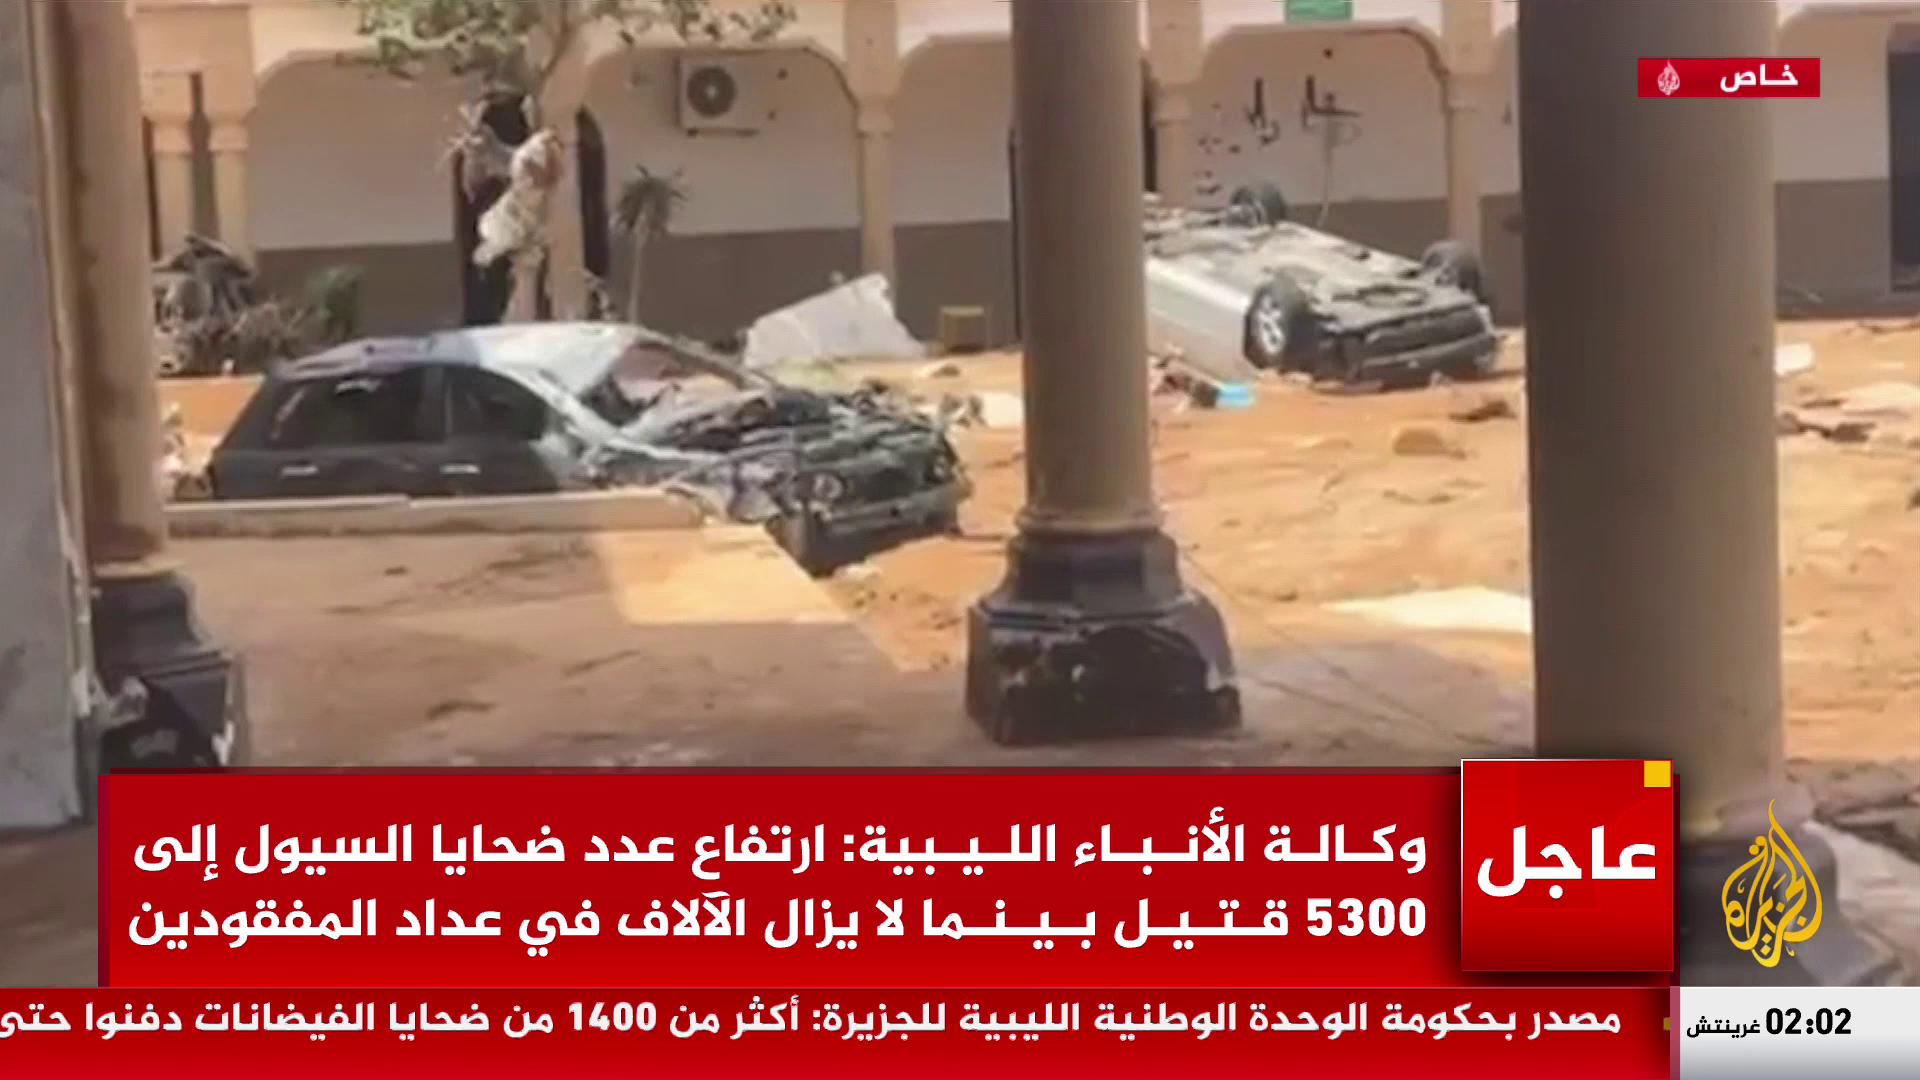 خاص
عاجل
وكالة الأنباء الليبية: ارتفاع عدد ضحايا السيول إلى
5300 قتيل بينما لا يزال الآلاف في عداد المفقودين
الجزيرة
مصدر بحكومة الوحدة الوطنية الليبية للجزيرة: أكثر من 1400 من ضحايا الفيضانات دفنوا حتى
02:02 غرينتش